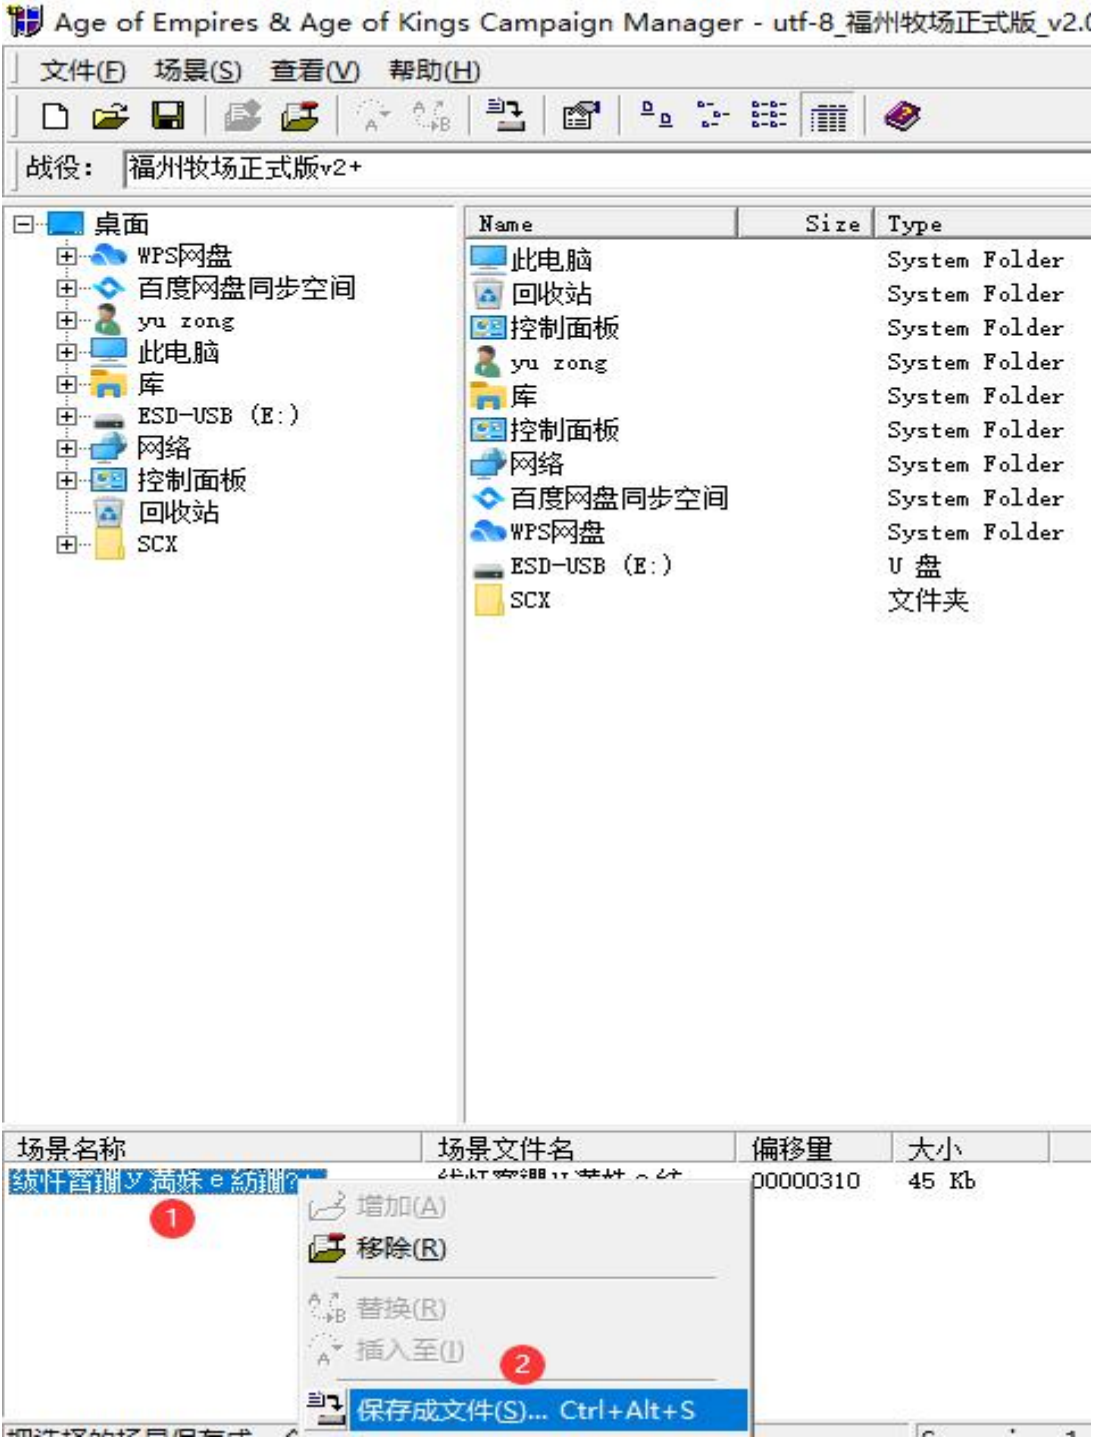 Age of Empires & Age of Kings Campaign Manager - utf-8_福州牧场正式版_v2.0
文件(F) 场景(S) 查看(V) 帮助(H)
战役： 福州牧场正式版v2+
桌面
WPS网盘
百度网盘同步空间
yu zong
此电脑
库
ESD-USB (E:)
网络
控制面板
回收站
SCX
Name Size Type
此电脑 System Folder
回收站 System Folder
控制面板 System Folder
yu zong System Folder
库 System Folder
控制面板 System Folder
网络 System Folder
百度网盘同步空间 System Folder
WPS网盘 System Folder
ESD-USB (E:) U 盘
SCX 文件夹
场景名称 场景文件名 偏移量 大小
00000310 45 Kb
1
增加(A)
移除(R)
替换(R)
插入至(I)
2
保存成文件(S)... Ctrl+Alt+S